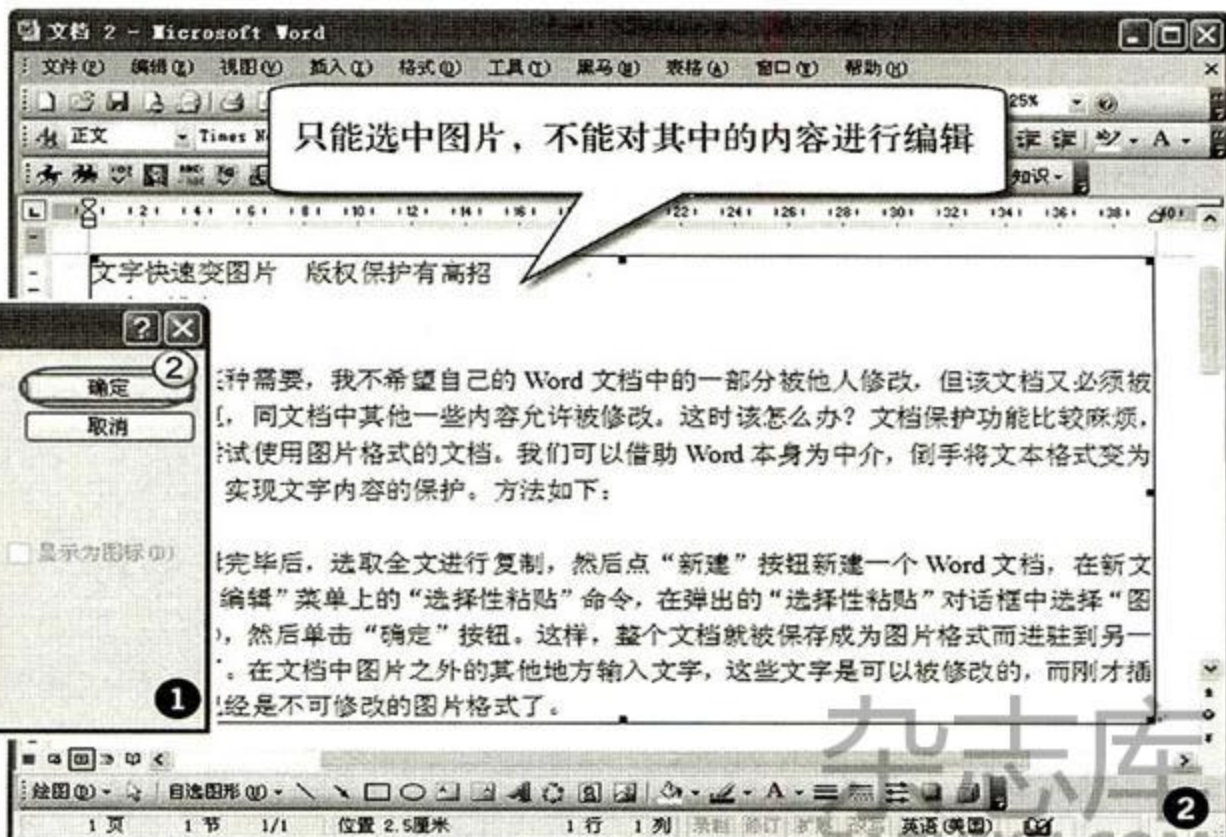 文档 2 - Microsoft Word
文件(F) 编辑(E) 视图(V) 插入(I) 格式(O) 工具(T) 黑马(H) 表格(A) 窗口(W) 帮助(H)
25%
正文 Times N
只能选中图片，不能对其中的内容进行编辑
知识
文字快速变图片 版权保护有高招
种需要，我不希望自己的 Word 文档中的一部分被他人修改，但该文档又必须被
，同文档中其他一些内容允许被修改。这时该怎么办？文档保护功能比较麻烦，
试使用图片格式的文档。我们可以借助 Word 本身为中介，倒手将文本格式变为
实现文字内容的保护。方法如下：
完毕后，选取全文进行复制，然后点“新建”按钮新建一个 Word 文档，在新文
编辑”菜单上的“选择性粘贴”命令，在弹出的“选择性粘贴”对话框中选择“图
，然后单击“确定”按钮。这样，整个文档就被保存成为图片格式而进驻到另一
。在文档中图片之外的其他地方输入文字，这些文字是可以被修改的，而刚才插
经是不可修改的图片格式了。
确定
②
取消
显示为图标(D)
❶
绘图(D) 自选图形(U)
1 页 1 节 1/1 位置 2.5厘米 1 行 1 列 录制 修订 扩展 改写 英语(美国)
❷
杂志库